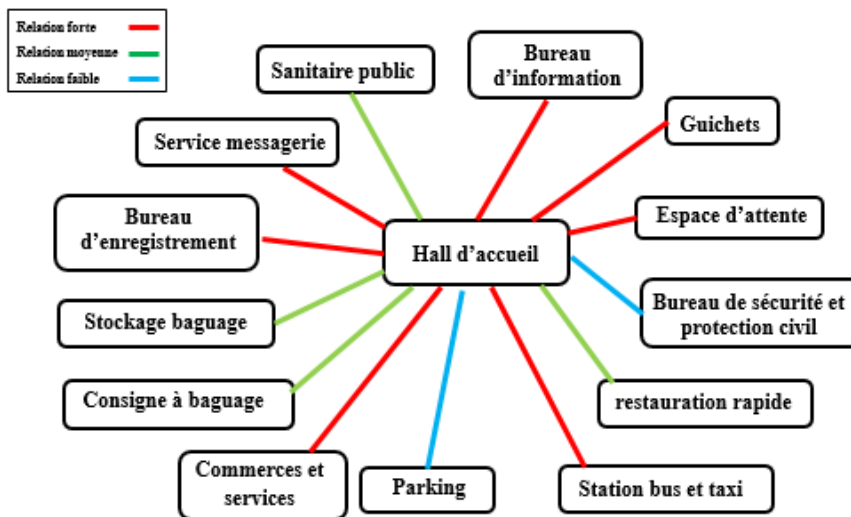 Relation forte
Relation moyenne
Relation faible
Sanitaire public
Bureau
d’information
Guichets
Service messagerie
Bureau
d’enregistrement
Hall d’accueil
Espace d’attente
Stockage baguage
Bureau de sécurité et
protection civil
Consigne à baguage
restauration rapide
Commerces et
services
Parking
Station bus et taxi